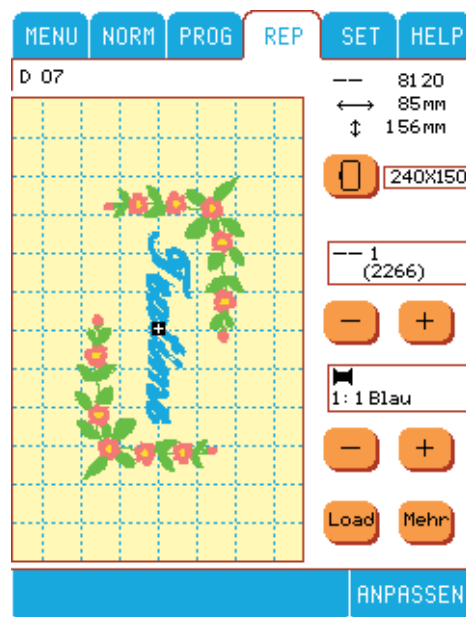 MENU NORM PROG REP SET HELP
D 07
8120
85MM
156MM
240X150
1
(2266)
- +
1: 1 Blau
- +
Load Mehr
ANPASSEN